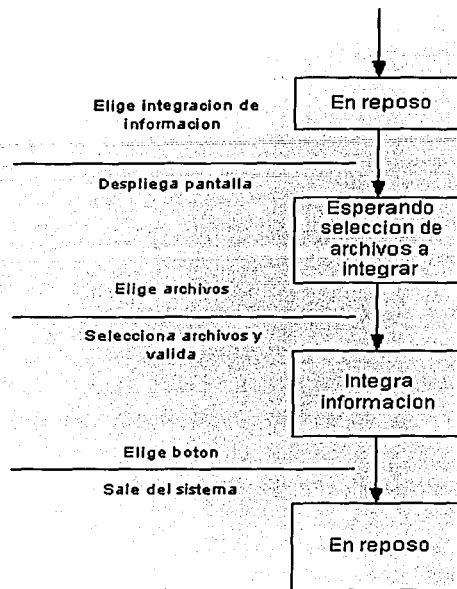 En reposo
Elige integracion de
informacion
Despliega pantalla
Esperando
seleccion de
archivos a
integrar
Elige archivos
Selecciona archivos y
valida
Integra
informacion
Elige boton
Sale del sistema
En reposo